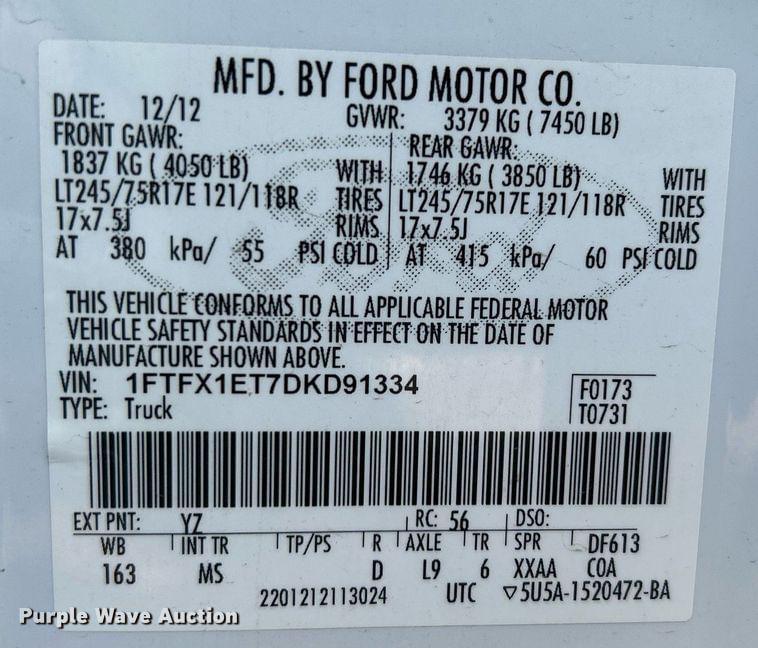 MFD. BY FORD MOTOR CO.
DATE: 12/12 GVWR: 3379 KG ( 7450 LB)
FRONT GAWR: REAR GAWR:
1837 KG ( 4050 LB) WITH 1746 KG ( 3850 LB) WITH
LT245/75R17E 121/118R TIRES LT245/75R17E 121/118R TIRES
17x7.5J RIMS 17x7.5J RIMS
AT 380 kPa/ 55 PSI COLD AT 415 kPa/ 60 PSI COLD
THIS VEHICLE CONFORMS TO ALL APPLICABLE FEDERAL MOTOR
VEHICLE SAFETY STANDARDS IN EFFECT ON THE DATE OF
MANUFACTURE SHOWN ABOVE.
VIN: 1FTFX1ET7DKD91334 F0173
TYPE: Truck T0731
EXT PNT: YZ RC: 56 DSO:
WB INT TR TP/PS R AXLE TR SPR DF613
163 MS D L9 6 XXAA COA
2201212113024 UTC ▽5U5A-1520472-BA
Purple Wave Auction